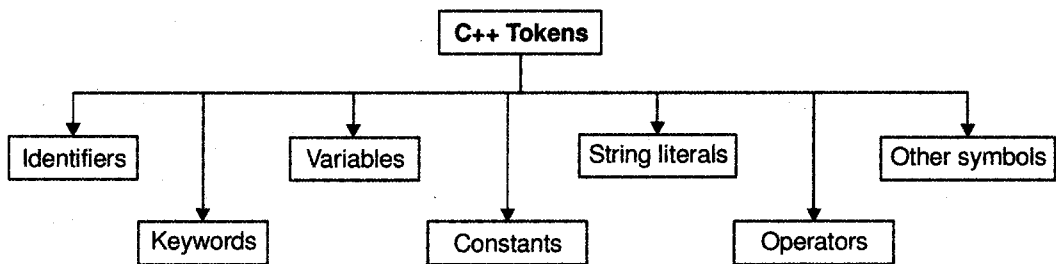 C++ Tokens
Identifiers
Variables
String literals
Other symbols
Keywords
Constants
Operators